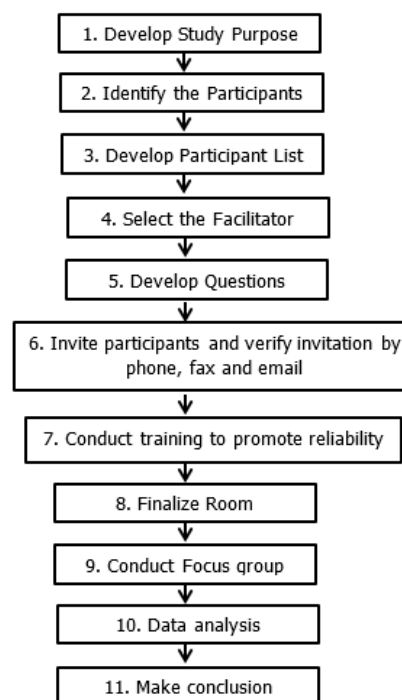 1. Develop Study Purpose
2. Identify the Participants
3. Develop Participant List
4. Select the Facilitator
5. Develop Questions
6. Invite participants and verify invitation by
phone, fax and email
7. Conduct training to promote reliability
8. Finalize Room
9. Conduct Focus group
10. Data analysis
11. Make conclusion